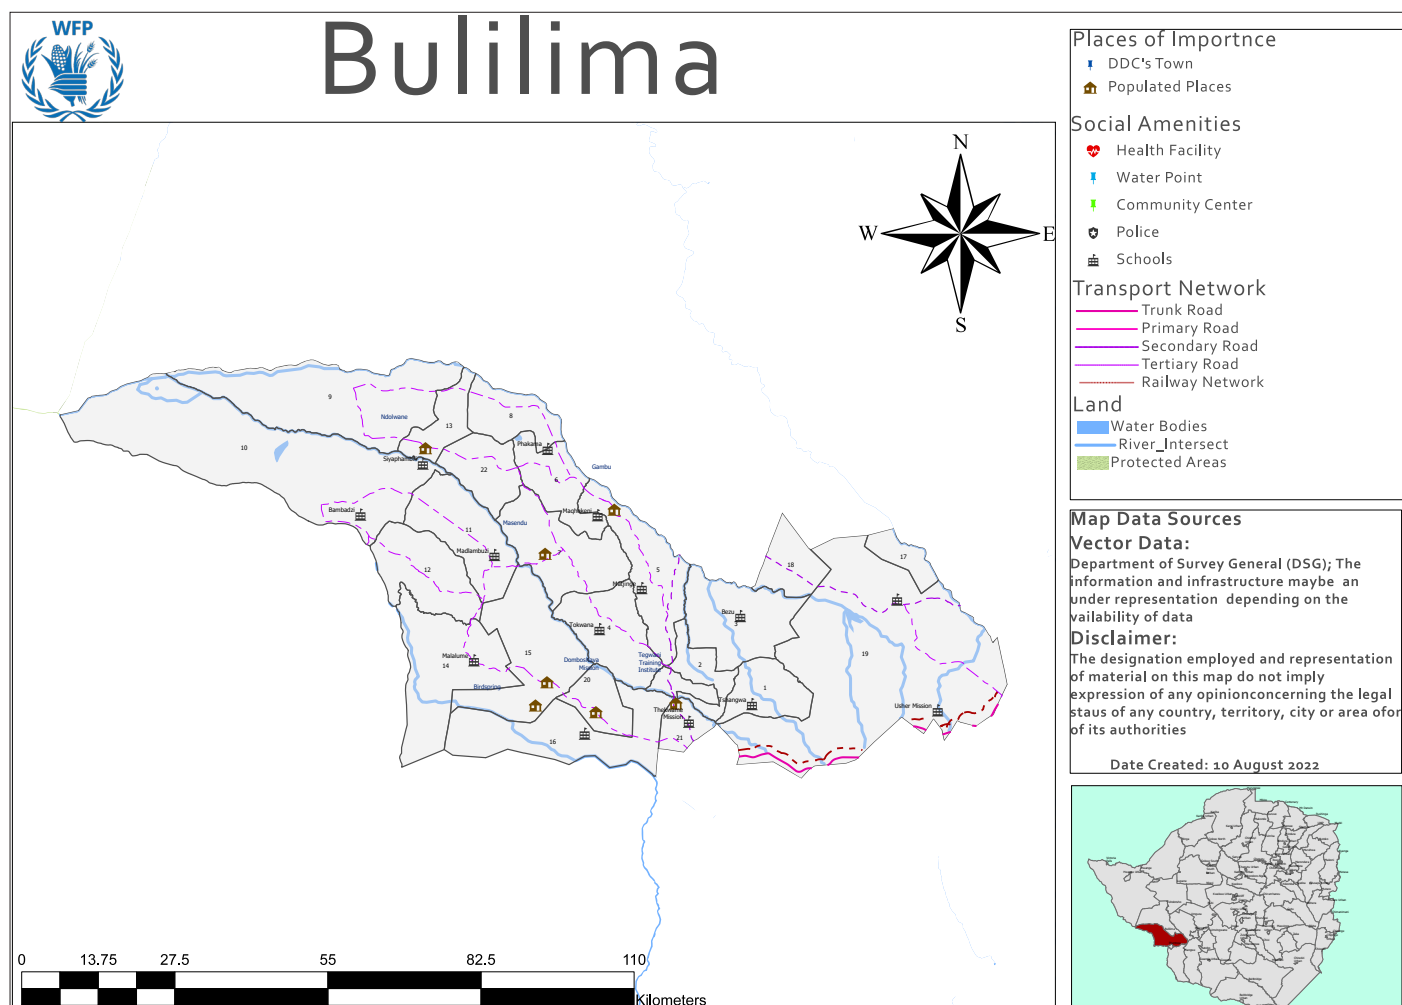 WFP
Bulilima
N
W
E
S
9
Ndolwane
13
8
10
Phakama
Siyaphambili
22
Gambu
6
Bambadzi
Maqhekeni
Masendu
11
Madlambuzi
7
17
18
12
5
Matjinge
Bezu
3
Tokwana
4
15
Domboshaya
Mission
Tegwani
Training
Institute
19
Malalume
14
2
20
Birdspring
1
Tshangwa
Usher Mission
Thekwane
Mission
16
21
0
13.75
27.5
55
82.5
110
Kilometers
Places of Importnce
DDC's Town
Populated Places
Social Amenities
Health Facility
Water Point
Community Center
Police
Schools
Transport Network
Trunk Road
Primary Road
Secondary Road
Tertiary Road
Railway Network
Land
Water Bodies
River_Intersect
Protected Areas
Map Data Sources
Vector Data:
Department of Survey General (DSG); The
information and infrastructure maybe an
under representation depending on the
vailability of data
Disclaimer:
The designation employed and representation
of material on this map do not imply
expression of any opinionconcerning the legal
staus of any country, territory, city or area ofor
of its authorities
Date Created: 10 August 2022